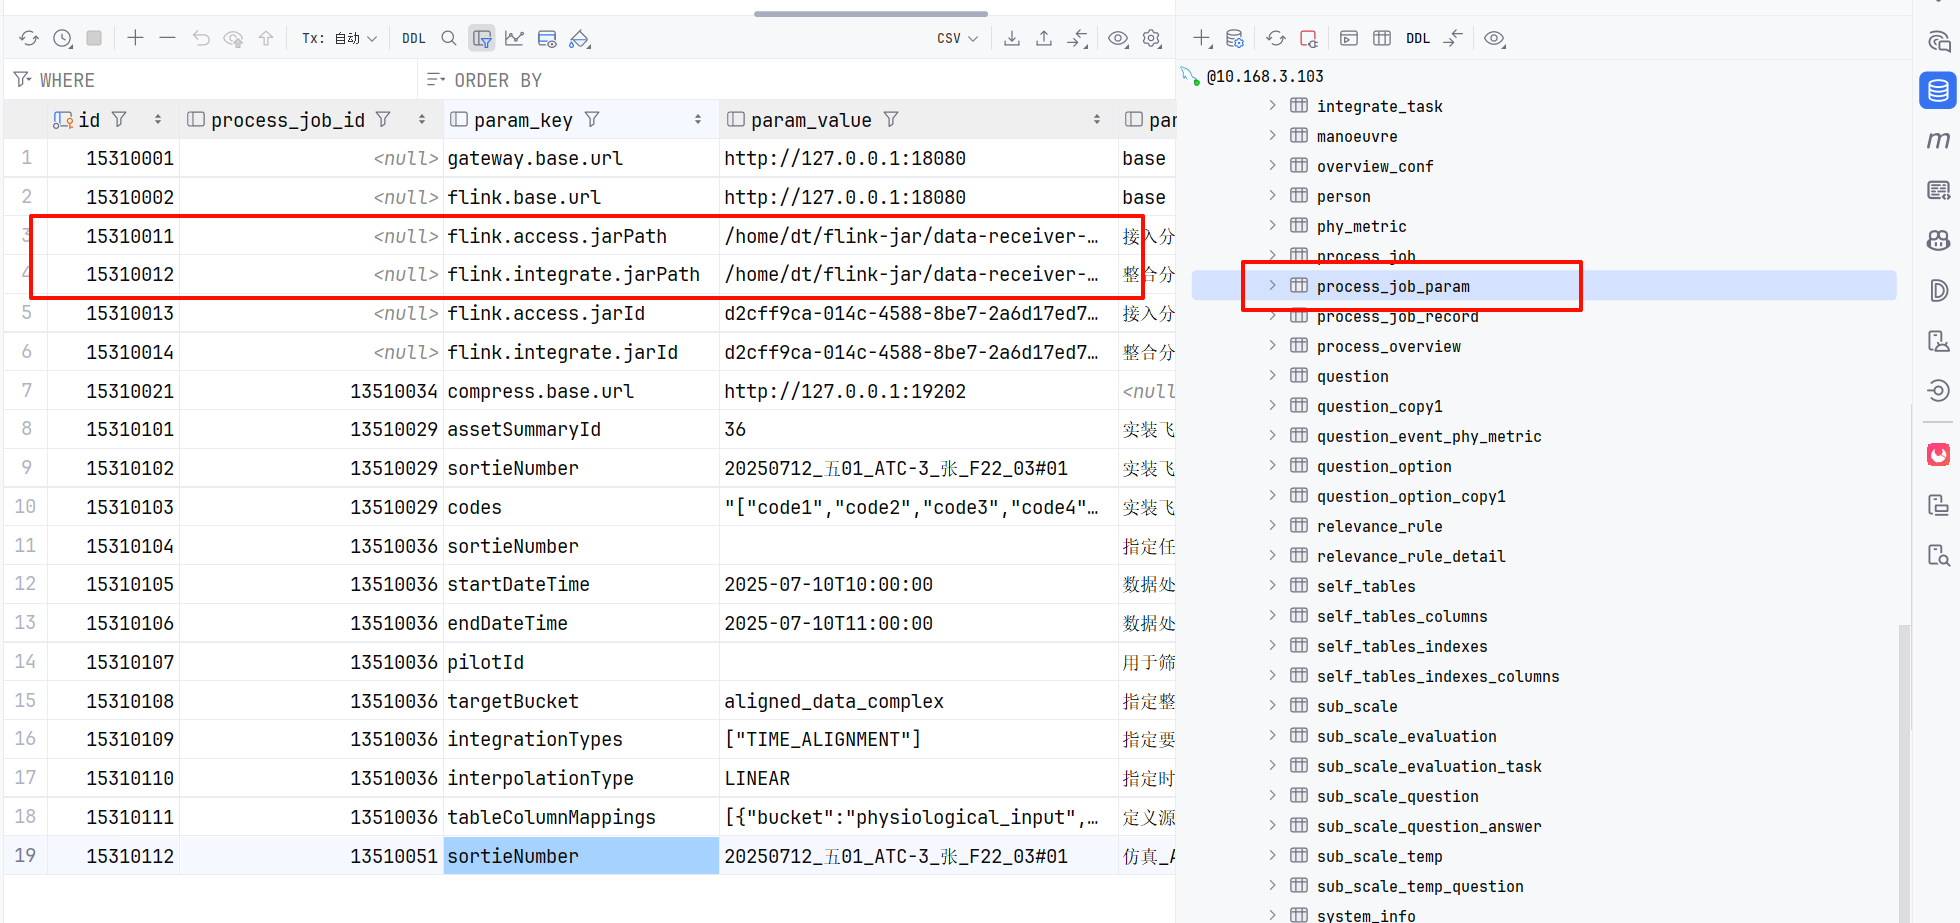 Tx: 自动 DDL CSV
WHERE ORDER BY
id process_job_id param_key param_value par
1 15310001 <null> gateway.base.url http://127.0.0.1:18080 base
2 15310002 <null> flink.base.url http://127.0.0.1:18080 base
3 15310011 <null> flink.access.jarPath /home/dt/flink-jar/data-receiver-… 接入分
4 15310012 <null> flink.integrate.jarPath /home/dt/flink-jar/data-receiver-… 整合分
5 15310013 <null> flink.access.jarId d2cff9ca-014c-4588-8be7-2a6d17ed7… 接入分
6 15310014 <null> flink.integrate.jarId d2cff9ca-014c-4588-8be7-2a6d17ed7… 整合分
7 15310021 13510034 compress.base.url http://127.0.0.1:19202 <null
8 15310101 13510029 assetSummaryId 36 实装飞
9 15310102 13510029 sortieNumber 20250712_五01_ATC-3_张_F22_03#01 实装飞
10 15310103 13510029 codes "["code1","code2","code3","code4"… 实装飞
11 15310104 13510036 sortieNumber 指定任
12 15310105 13510036 startDateTime 2025-07-10T10:00:00 数据处
13 15310106 13510036 endDateTime 2025-07-10T11:00:00 数据处
14 15310107 13510036 pilotId 用于筛
15 15310108 13510036 targetBucket aligned_data_complex 指定整
16 15310109 13510036 integrationTypes ["TIME_ALIGNMENT"] 指定要
17 15310110 13510036 interpolationType LINEAR 指定时
18 15310111 13510036 tableColumnMappings [{"bucket":"physiological_input",… 定义源
19 15310112 13510051 sortieNumber 20250712_五01_ATC-3_张_F22_03#01 仿真_A
DDL
@10.168.3.103
integrate_task
manoeuvre
overview_conf
person
phy_metric
process_job
process_job_param
process_job_record
process_overview
question
question_copy1
question_event_phy_metric
question_option
question_option_copy1
relevance_rule
relevance_rule_detail
self_tables
self_tables_columns
self_tables_indexes
self_tables_indexes_columns
sub_scale
sub_scale_evaluation
sub_scale_evaluation_task
sub_scale_question
sub_scale_question_answer
sub_scale_temp
sub_scale_temp_question
system_info
m